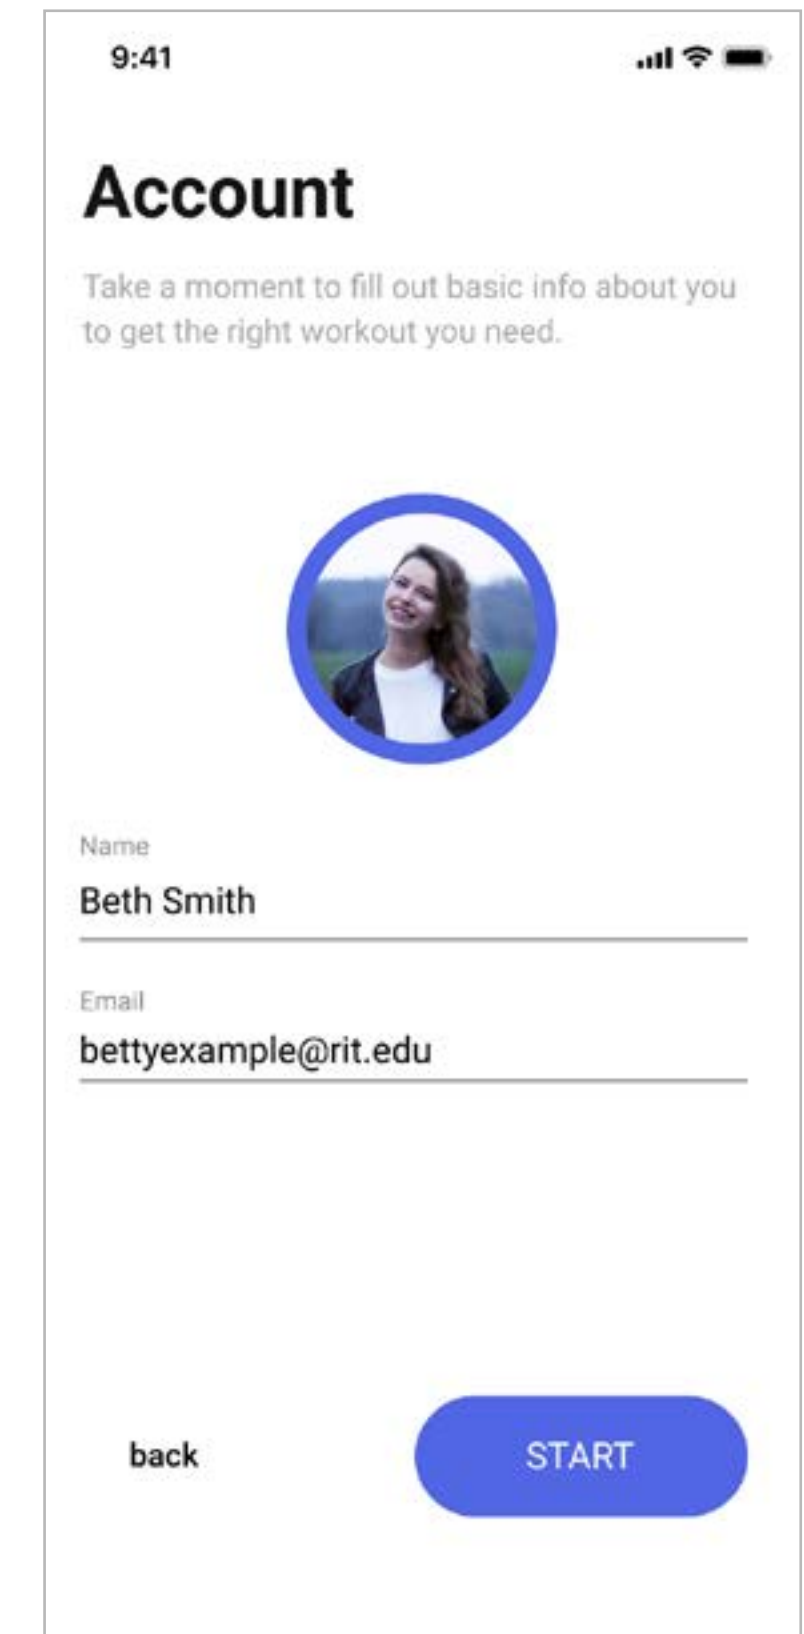 9:41
Account
Take a moment to fill out basic info about you
to get the right workout you need.
Name
Beth Smith
Email
bettyexample@rit.edu
back
START